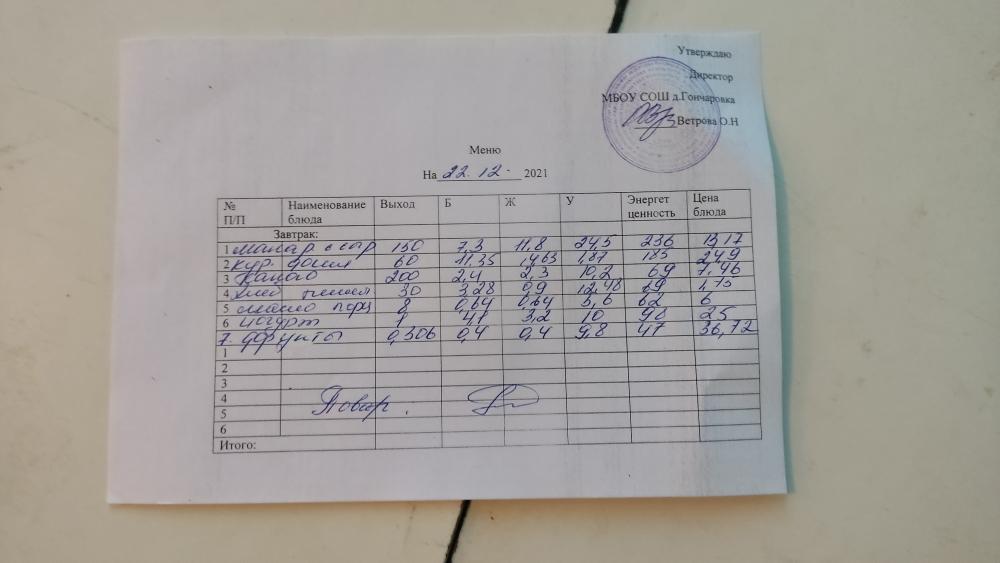 Утверждаю
Директор
МБОУ СОШ д.Гончаровка
Ветрова О.Н
Меню
На 22.12. 2021
№ П/П Наименование блюда Выход Б Ж У Энергет ценность Цена блюда
Завтрак:
1 макар с сыр 150 7,3 11,8 24,5 236 13,17
2 кур. 60 11,35 1,87 185 24,9
3 Какао 200 2,4 2,3 10,2 69 7,46
4 хлеб пшен 30 3,28 0,9 12,48 69 1,75
5 масло порц 8 0,64 0,64 5,6 62 6
6 йогурт 1 4,1 3,2 10 90 25
7. фрукты 0,306 0,4 0,4 9,8 47 36,72
1
2
3
4
5
6
Повар.
Итого: